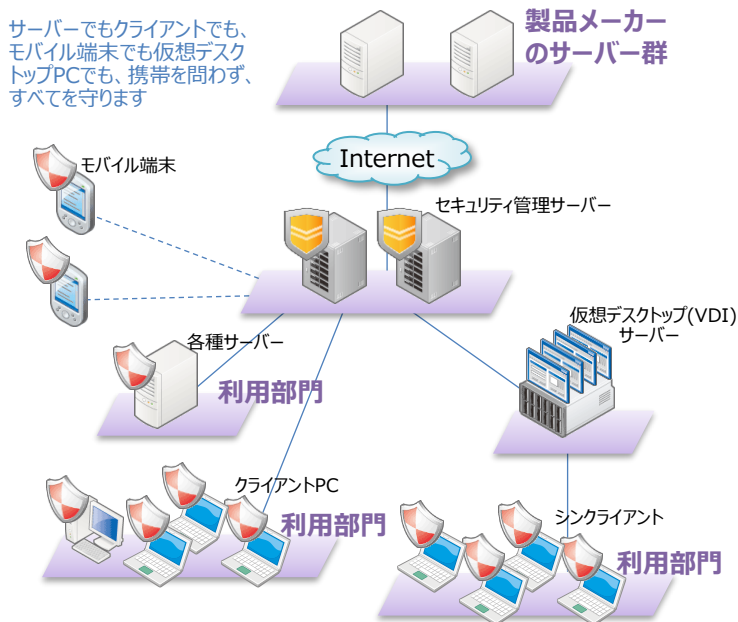 サーバーでもクライアントでも、
モバイル端末でも仮想デスク
トップPCでも、携帯を問わず、
すべてを守ります
製品メーカー
のサーバー群
Internet
モバイル端末
セキュリティ管理サーバー
仮想デスクトップ(VDI)
サーバー
各種サーバー
利用部門
クライアントPC
利用部門
シンクライアント
利用部門